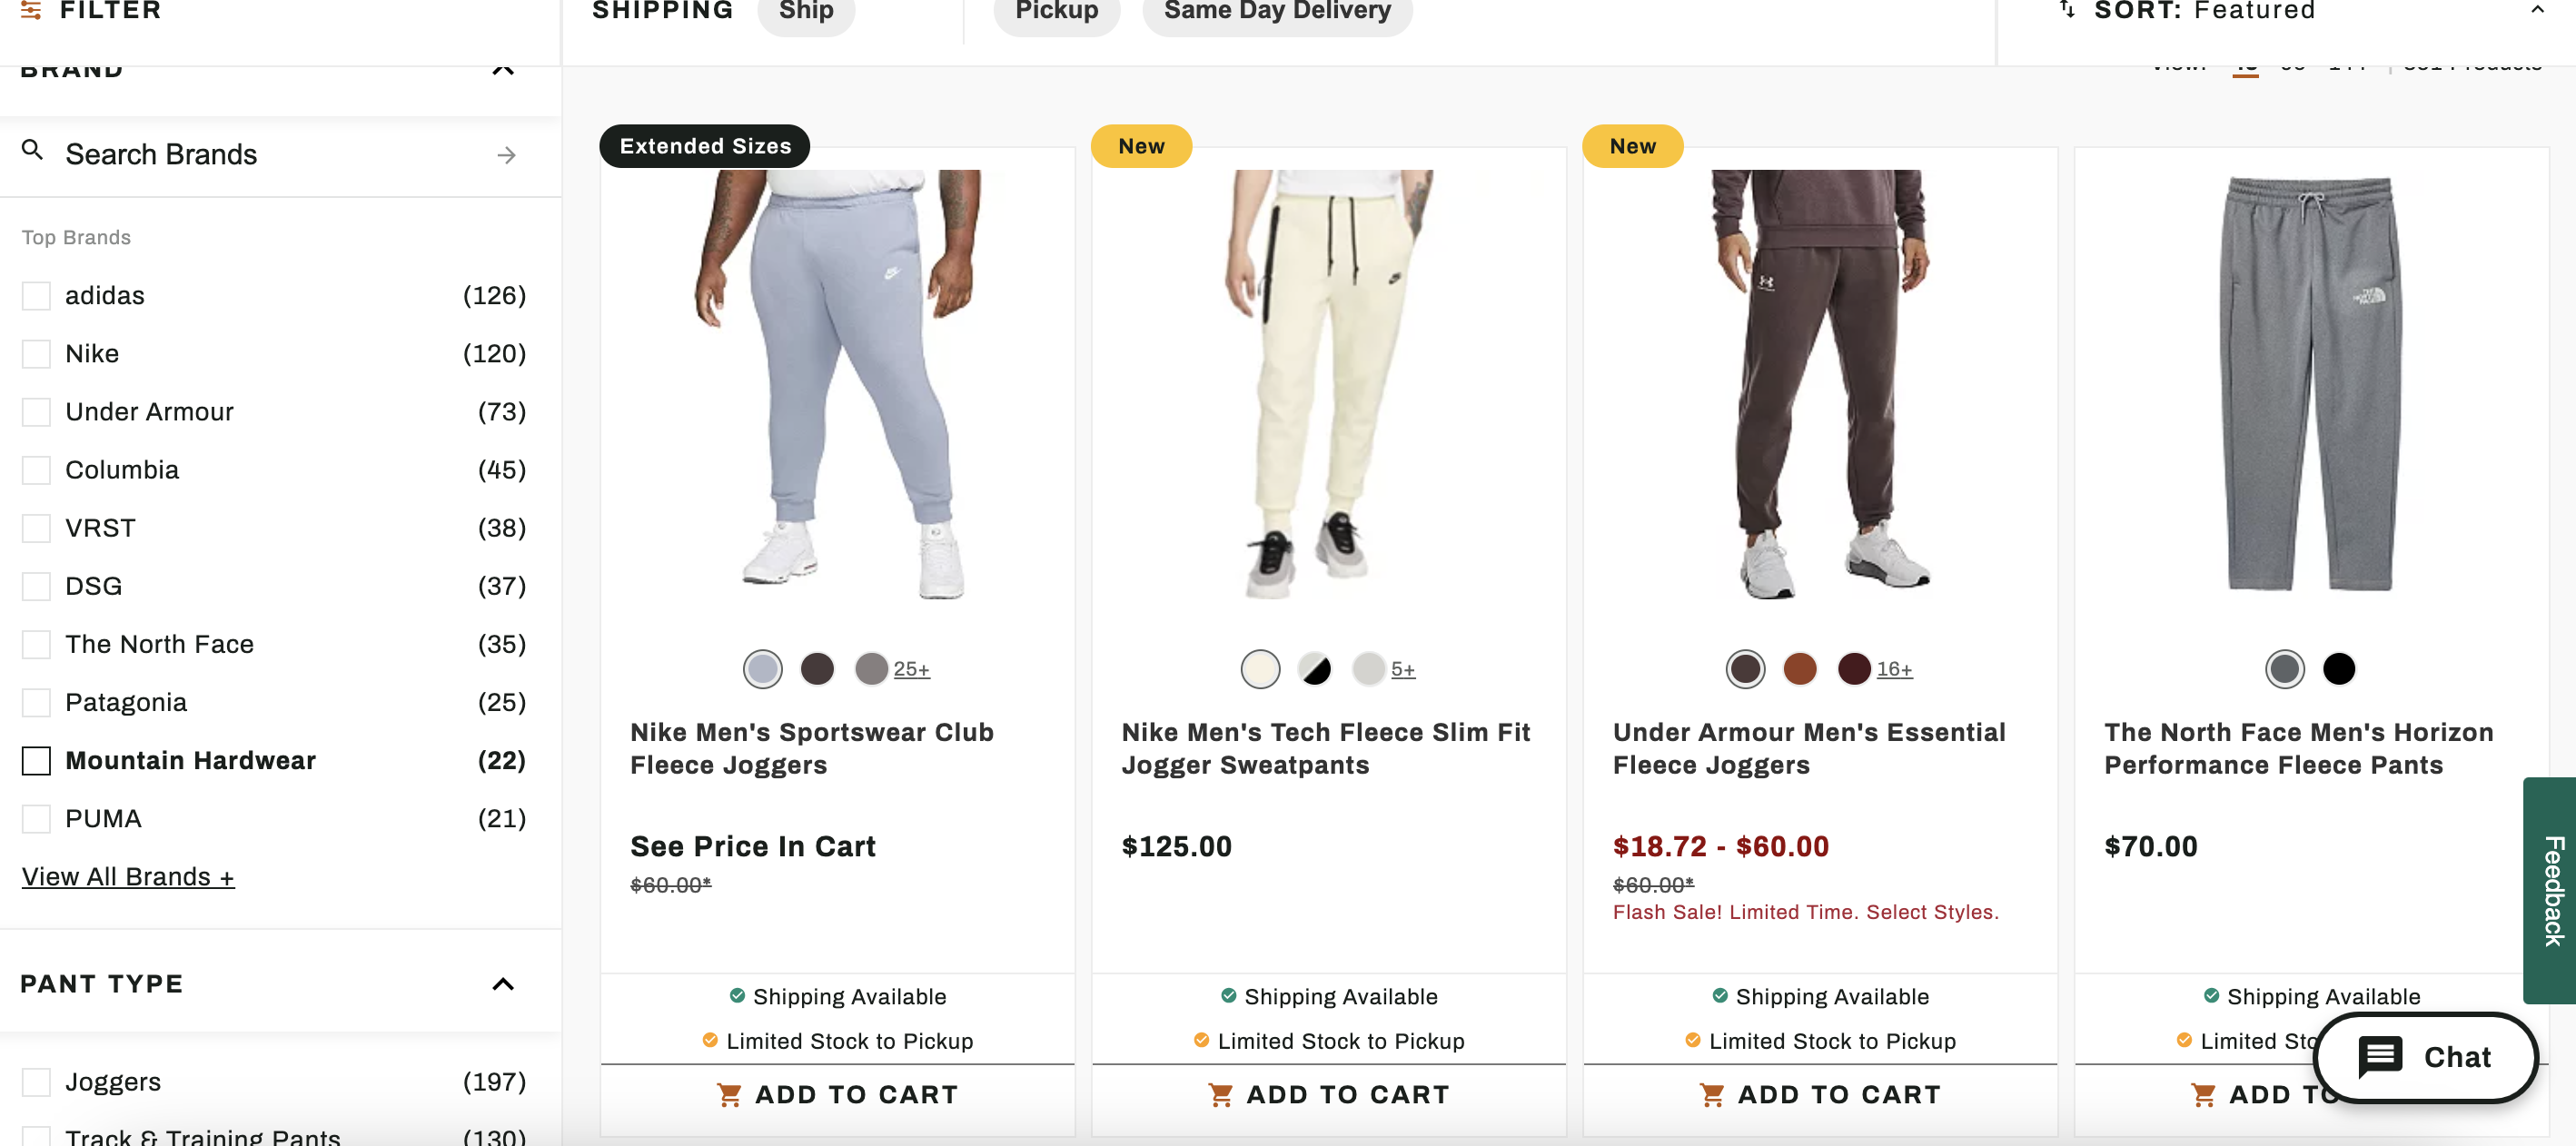 FILTER
SHIPPING
Ship
Pickup
Same Day Delivery
SORT: Featured
BRAND
Search Brands
Top Brands
adidas (126)
Nike (120)
Under Armour (73)
Columbia (45)
VRST (38)
DSG (37)
The North Face (35)
Patagonia (25)
Mountain Hardwear (22)
PUMA (21)
View All Brands +
PANT TYPE
Joggers (197)
Track & Training Pants (130)
Extended Sizes
25+
Nike Men's Sportswear Club
Fleece Joggers
See Price In Cart
$60.00*
Shipping Available
Limited Stock to Pickup
ADD TO CART
New
5+
Nike Men's Tech Fleece Slim Fit
Jogger Sweatpants
$125.00
Shipping Available
Limited Stock to Pickup
ADD TO CART
New
16+
Under Armour Men's Essential
Fleece Joggers
$18.72 - $60.00
$60.00*
Flash Sale! Limited Time. Select Styles.
Shipping Available
Limited Stock to Pickup
ADD TO CART
THE
NORTH
FACE
The North Face Men's Horizon
Performance Fleece Pants
$70.00
Shipping Available
Limited
ADD
Feedback
Chat